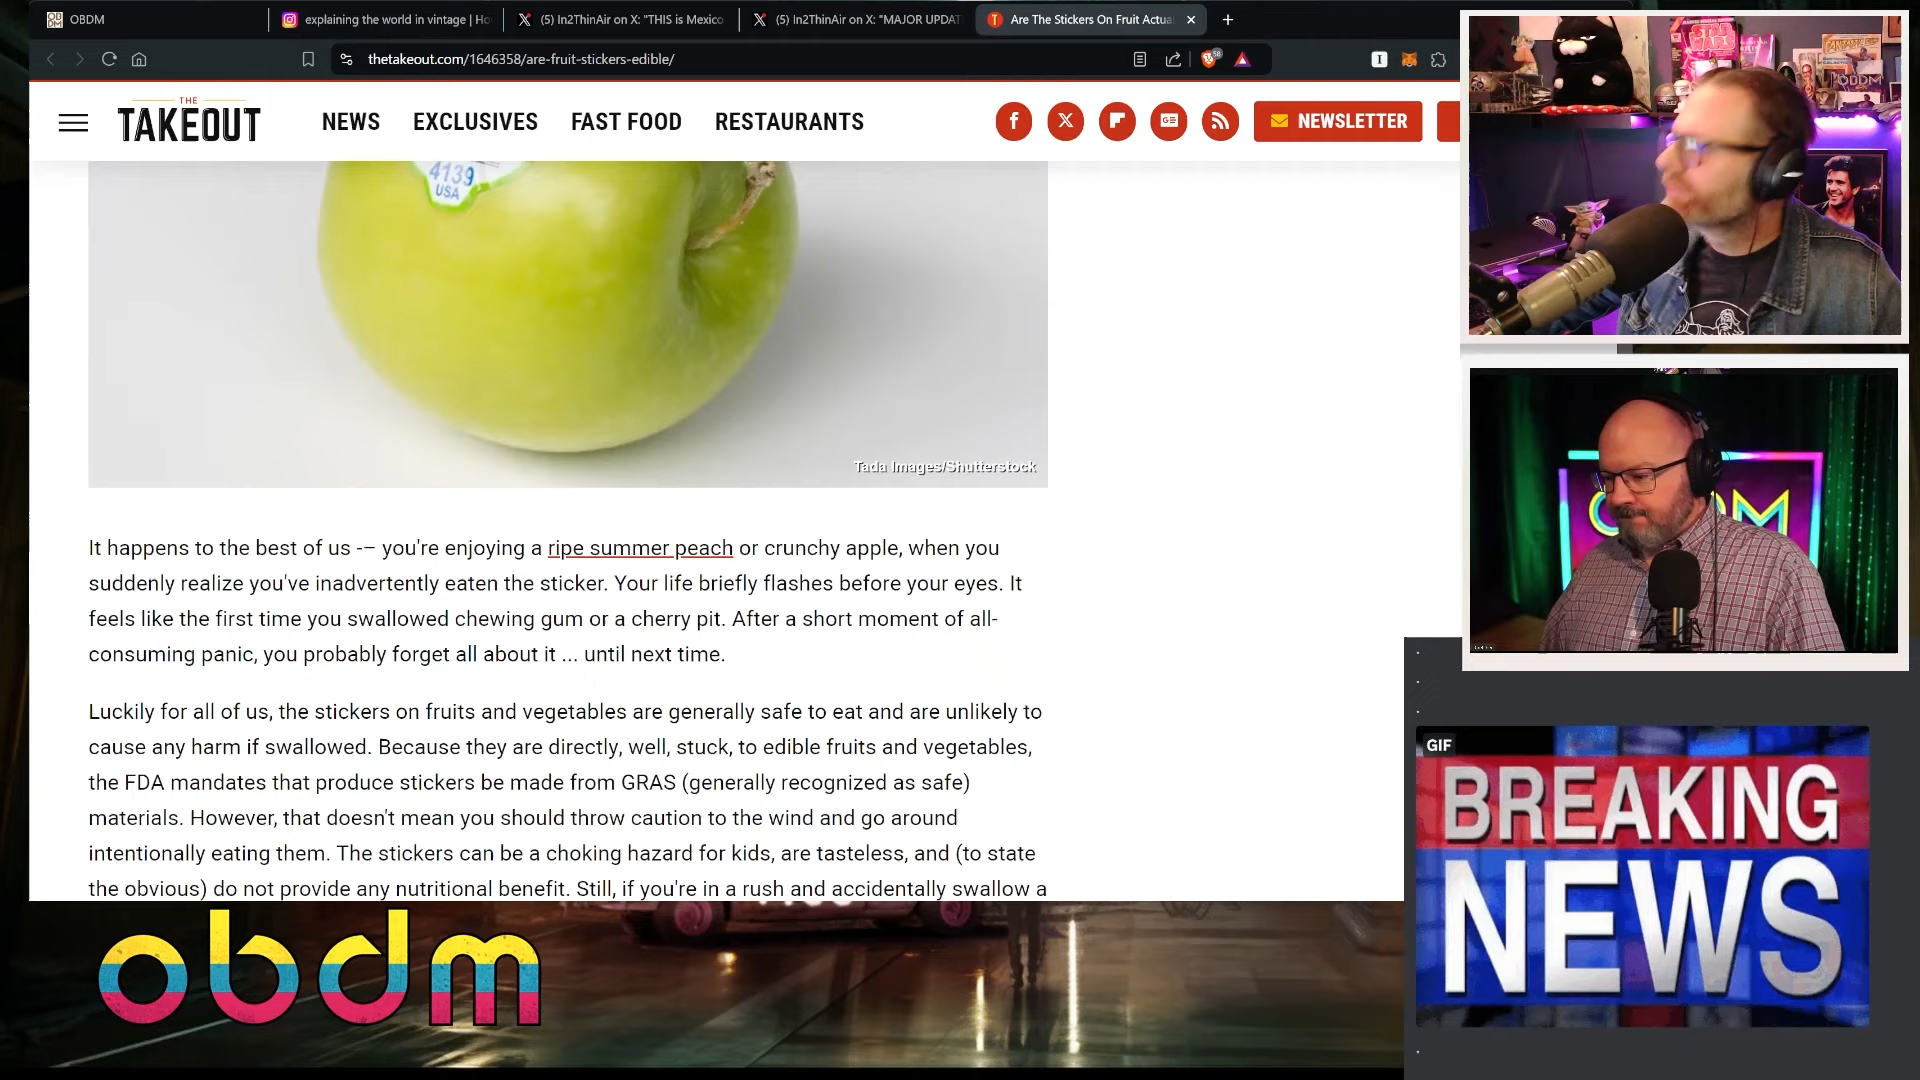 OBDM
explaining the world in vintage | Ho
(5) In2ThinAir on X: "THIS is Mexico
(5) In2ThinAir on X: "MAJOR UPDAT
Are The Stickers On Fruit Actua
thetakeout.com/1646358/are-fruit-stickers-edible/
THE
TAKEOUT
NEWS
EXCLUSIVES
FAST FOOD
RESTAURANTS
NEWSLETTER
4139
USA
Tada Images/Shutterstock
It happens to the best of us -– you're enjoying a ripe summer peach or crunchy apple, when you
suddenly realize you've inadvertently eaten the sticker. Your life briefly flashes before your eyes. It
feels like the first time you swallowed chewing gum or a cherry pit. After a short moment of all-
consuming panic, you probably forget all about it ... until next time.
Luckily for all of us, the stickers on fruits and vegetables are generally safe to eat and are unlikely to
cause any harm if swallowed. Because they are directly, well, stuck, to edible fruits and vegetables,
the FDA mandates that produce stickers be made from GRAS (generally recognized as safe)
materials. However, that doesn't mean you should throw caution to the wind and go around
intentionally eating them. The stickers can be a choking hazard for kids, are tasteless, and (to state
the obvious) do not provide any nutritional benefit. Still, if you're in a rush and accidentally swallow a
obdm
STAR
WARS
OBDM
GIF
BREAKING
NEWS